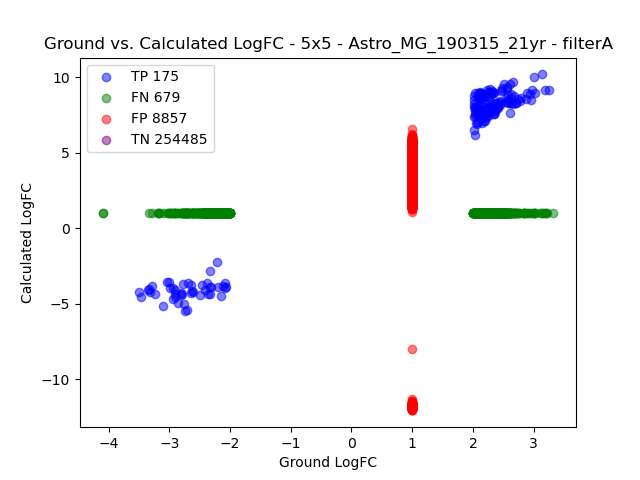 Ground vs. Calculated LogFC - 5x5 - Astro_MG_190315_21yr - filterA
TP 175
FN 679
FP 8857
TN 254485
10
5
0
−5
−10
Calculated LogFC
−4
−3
−2
−1
0
1
2
3
Ground LogFC